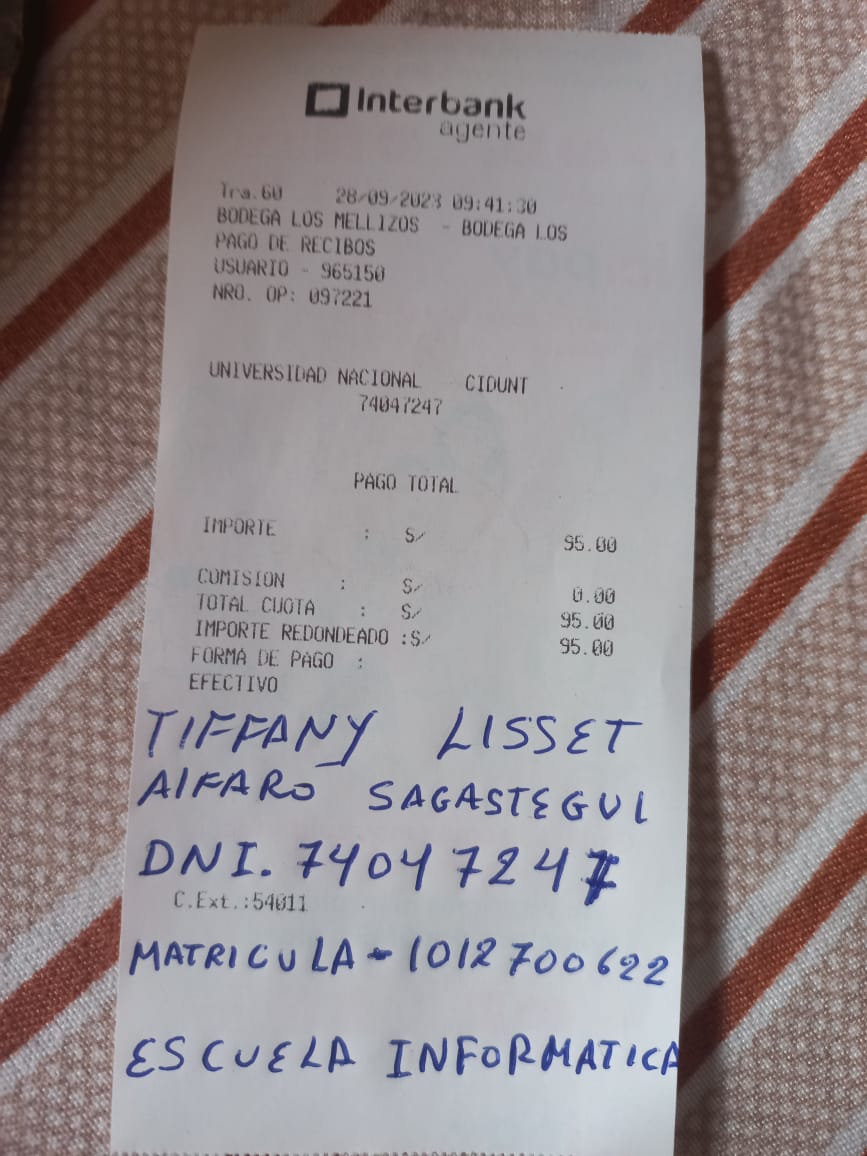 Interbank
agente
Tra.60 28/09/2023 09:41:30
BODEGA LOS MELLIZOS - BODEGA LOS
PAGO DE RECIBOS
USUARIO - 965150
NRO. OP: 097221
UNIVERSIDAD NACIONAL CIDUNT
74047247
PAGO TOTAL
IMPORTE : S/ 95.00
COMISION : S/ 0.00
TOTAL CUOTA : S/ 95.00
IMPORTE REDONDEADO :S/ 95.00
FORMA DE PAGO :
EFECTIVO
TIFFANY LISSET
AlFARO SAGASTEGUI
DNI. 74047247
C.Ext.:54011
MATRICULA - 1012700622
ESCUELA INFORMATICA